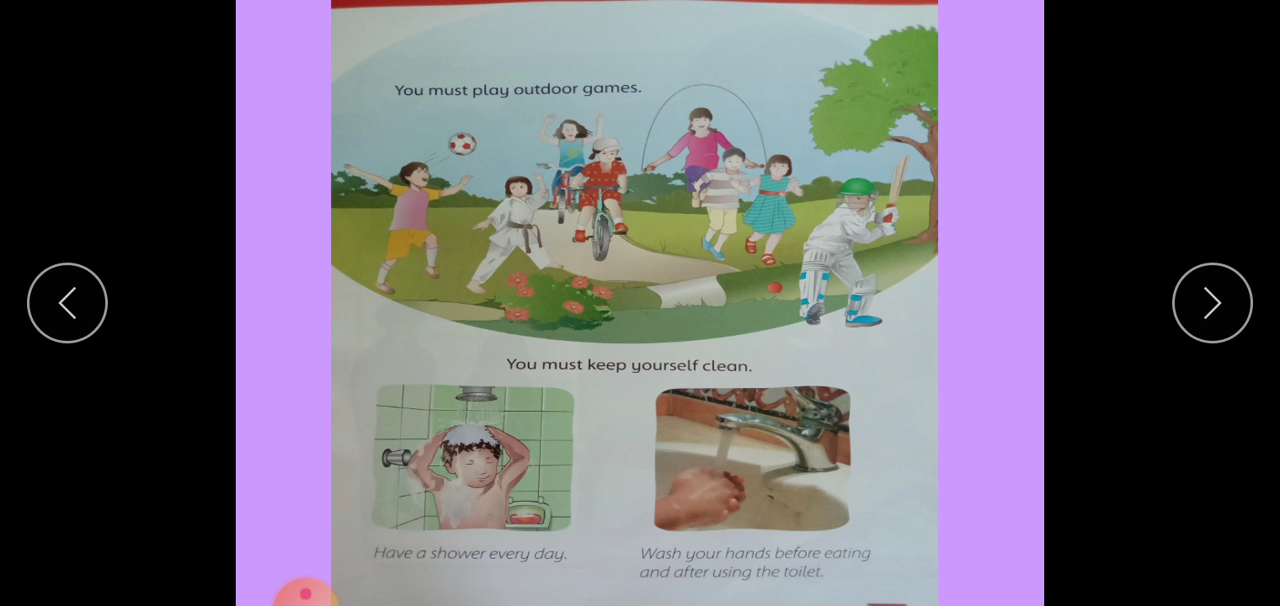 You must play outdoor games.
You must keep yourself clean.
Have a shower every day.
Wash your hands before eating
and after using the toilet.